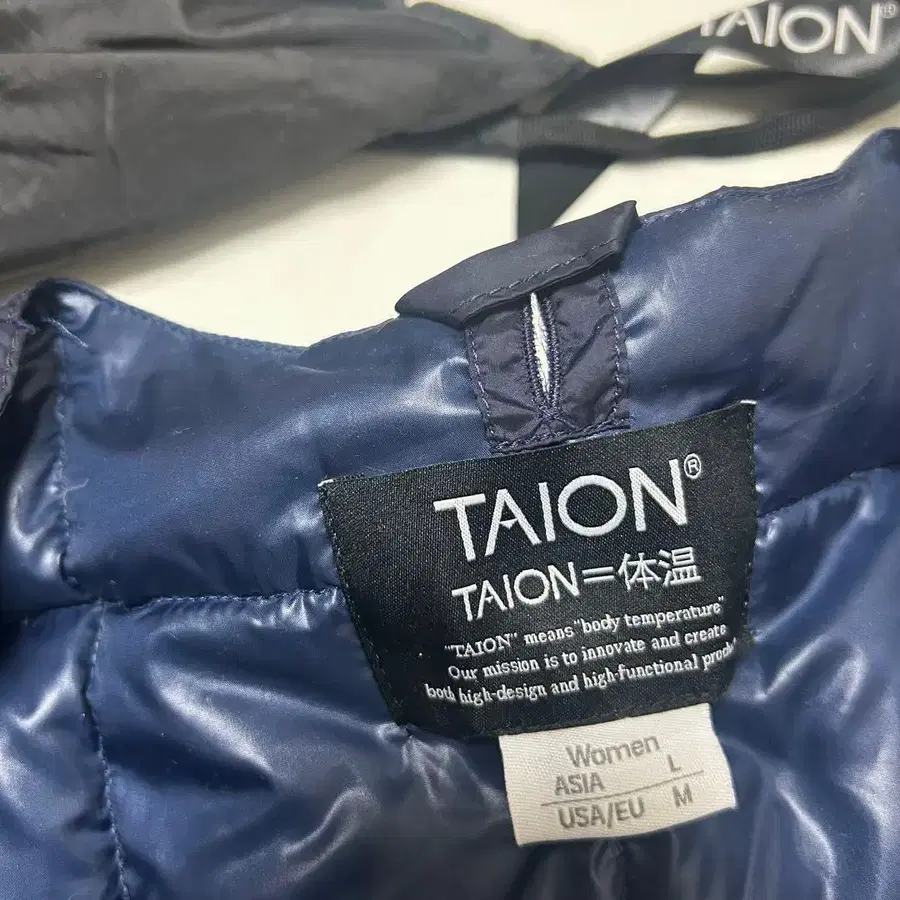 TAION®
TAION®
TAION=体温
"TAION" means "body temperature"
Our mission is to innovate and create
both high-design and high-functional
Women
ASIA L
USA/EU M